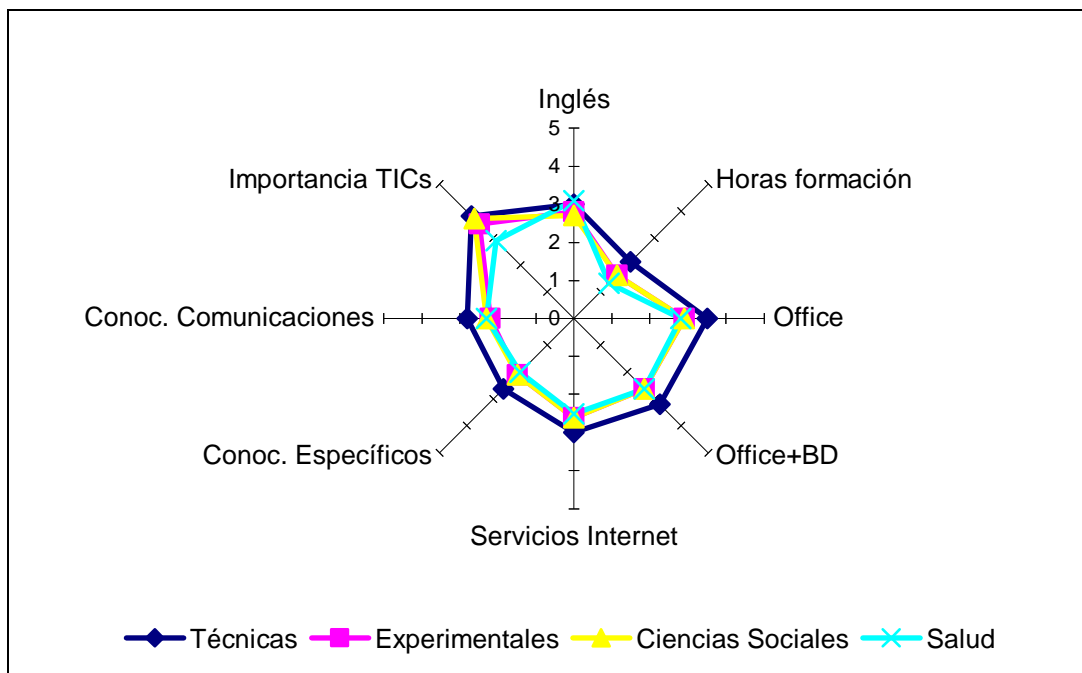 Inglés
5
4
3
2
1
0
Importancia TICs
Horas formación
Conoc. Comunicaciones
Office
Conoc. Específicos
Office+BD
Servicios Internet
Técnicas Experimentales Ciencias Sociales Salud